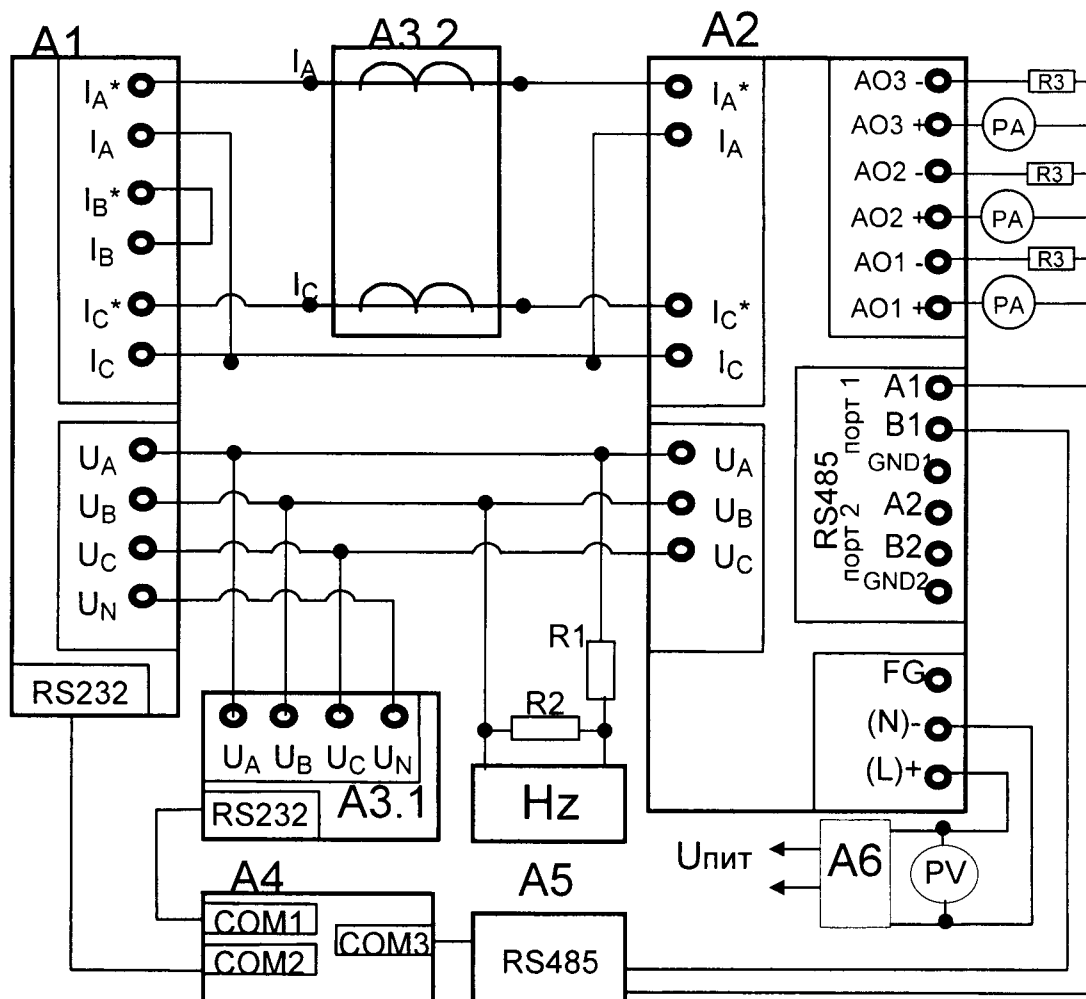 A1
A3.2
A2
I_A*
I_A
I_B*
I_B
I_C*
I_C
U_A
U_B
U_C
U_N
RS232
I_A
I_C
I_A*
I_A
I_C*
I_C
U_A
U_B
U_C
AO3 -
AO3 +
AO2 -
AO2 +
AO1 -
AO1 +
R3
PA
R3
PA
R3
PA
RS485
порт 1
порт 2
A1
B1
GND1
A2
B2
GND2
FG
(N)-
(L)+
R1
R2
Hz
U_A U_B U_C U_N
RS232
A3.1
Uпит
A6
PV
A4
COM1
COM2
COM3
A5
RS485